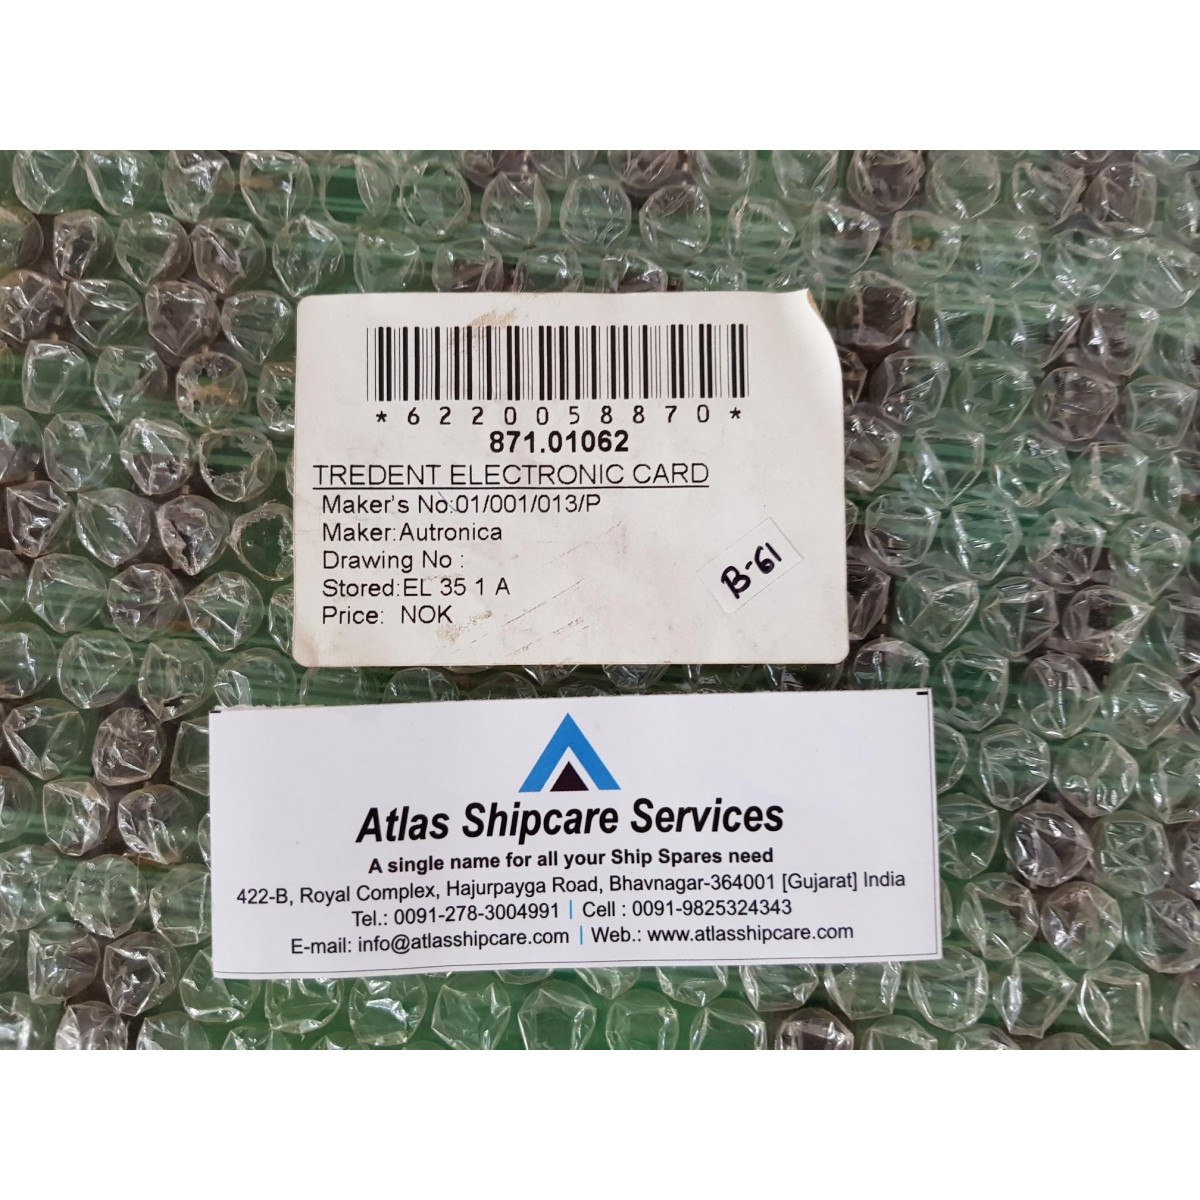 *6220058870*
871.01062
TREDENT ELECTRONIC CARD
Maker's No:01/001/013/P
Maker:Autronica
Drawing No :
Stored:EL 35 1 A
Price: NOK
B-61
Atlas Shipcare Services
A single name for all your Ship Spares need
422-B, Royal Complex, Hajurpayga Road, Bhavnagar-364001 [Gujarat] India
Tel.: 0091-278-3004991 | Cell : 0091-9825324343
E-mail: info@atlasshipcare.com | Web.: www.atlasshipcare.com